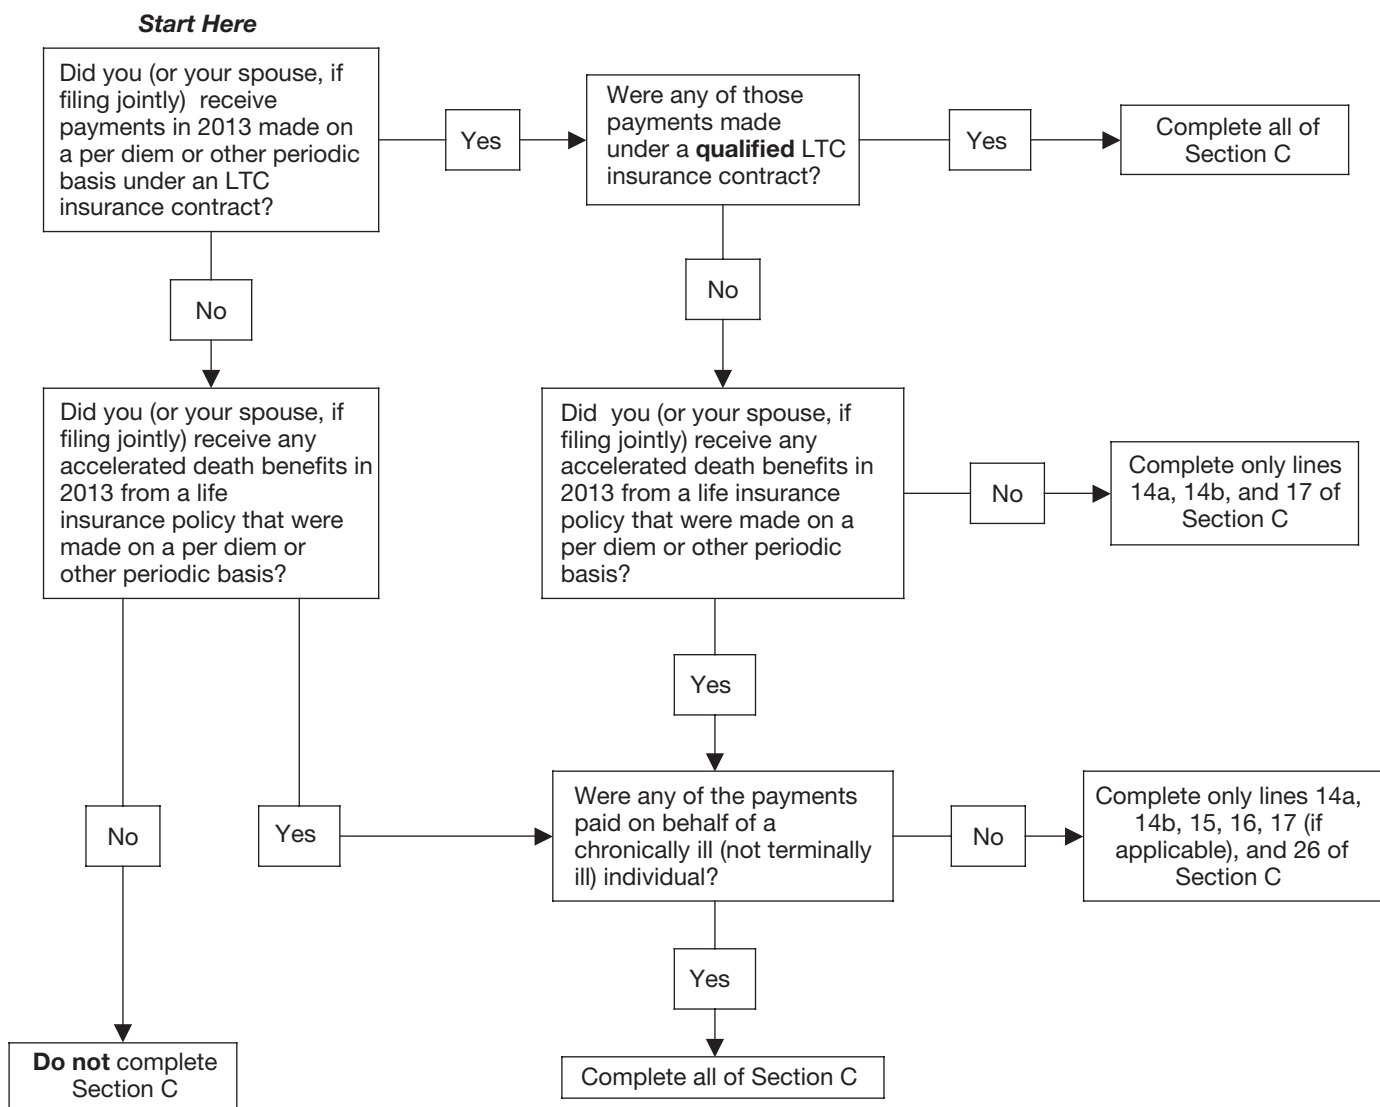 Start Here
Did you (or your spouse, if
filing jointly)  receive
payments in 2013 made on
a per diem or other periodic
basis under an LTC
insurance contract?
Yes
Were any of those
payments made
under a qualified LTC
insurance contract?
Yes
Complete all of
Section C
No
No
Did you (or your spouse, if
filing jointly) receive any
accelerated death benefits in
2013 from a life
insurance policy that were
made on a per diem or
other periodic basis?
Did  you (or your spouse, if
filing jointly) receive any
accelerated death benefits in
2013 from a life insurance
policy that were made on a
per diem or other periodic
basis?
No
Complete only lines
14a, 14b, and 17 of
Section C
Yes
No
Yes
Were any of the payments
paid on behalf of a
chronically ill (not terminally
ill) individual?
No
Complete only lines 14a,
14b, 15, 16, 17 (if
applicable), and 26 of
Section C
Yes
Do not complete
Section C
Complete all of Section C